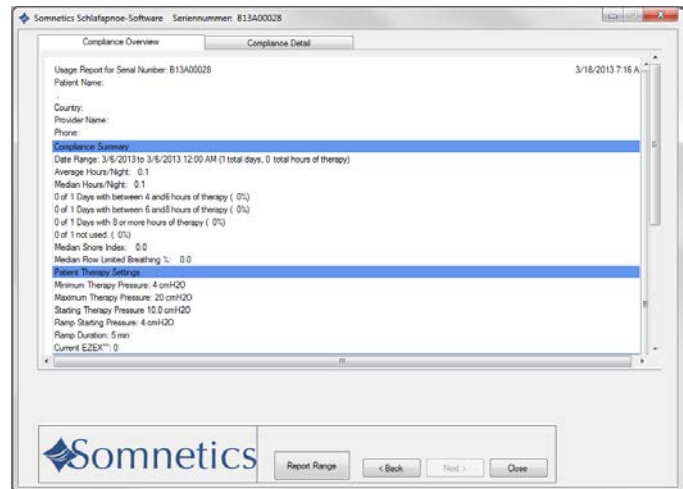 Somnetics Schlafapnoe-Software Seriennummer: B13A00028
Compliance Overview Compliance Detail
Usage Report for Serial Number: B13A00028 3/18/2013 7:16 A
Patient Name:
,
Country:
Provider Name:
Phone:
Compliance Summary
Date Range: 3/6/2013 to 3/6/2013 12:00 AM (1 total days, 0 total hours of therapy)
Average Hours/Night: 0.1
Median Hours/Night: 0.1
0 of 1 Days with between 4 and6 hours of therapy ( 0%)
0 of 1 Days with between 6 and8 hours of therapy ( 0%)
0 of 1 Days with 8 or more hours of therapy ( 0%)
0 of 1 not used. ( 0%)
Median Snore Index: 0.0
Median Flow Limited Breathing %: 0.0
Patient Therapy Settings
Minimum Therapy Pressure: 4 cmH2O
Maximum Therapy Pressure: 20 cmH2O
Starting Therapy Pressure 10.0 cmH2O
Ramp Starting Pressure: 4 cmH2O
Ramp Duration: 5 min
Current EZEX™: 0
Somnetics
Report Range < Back Next > Close